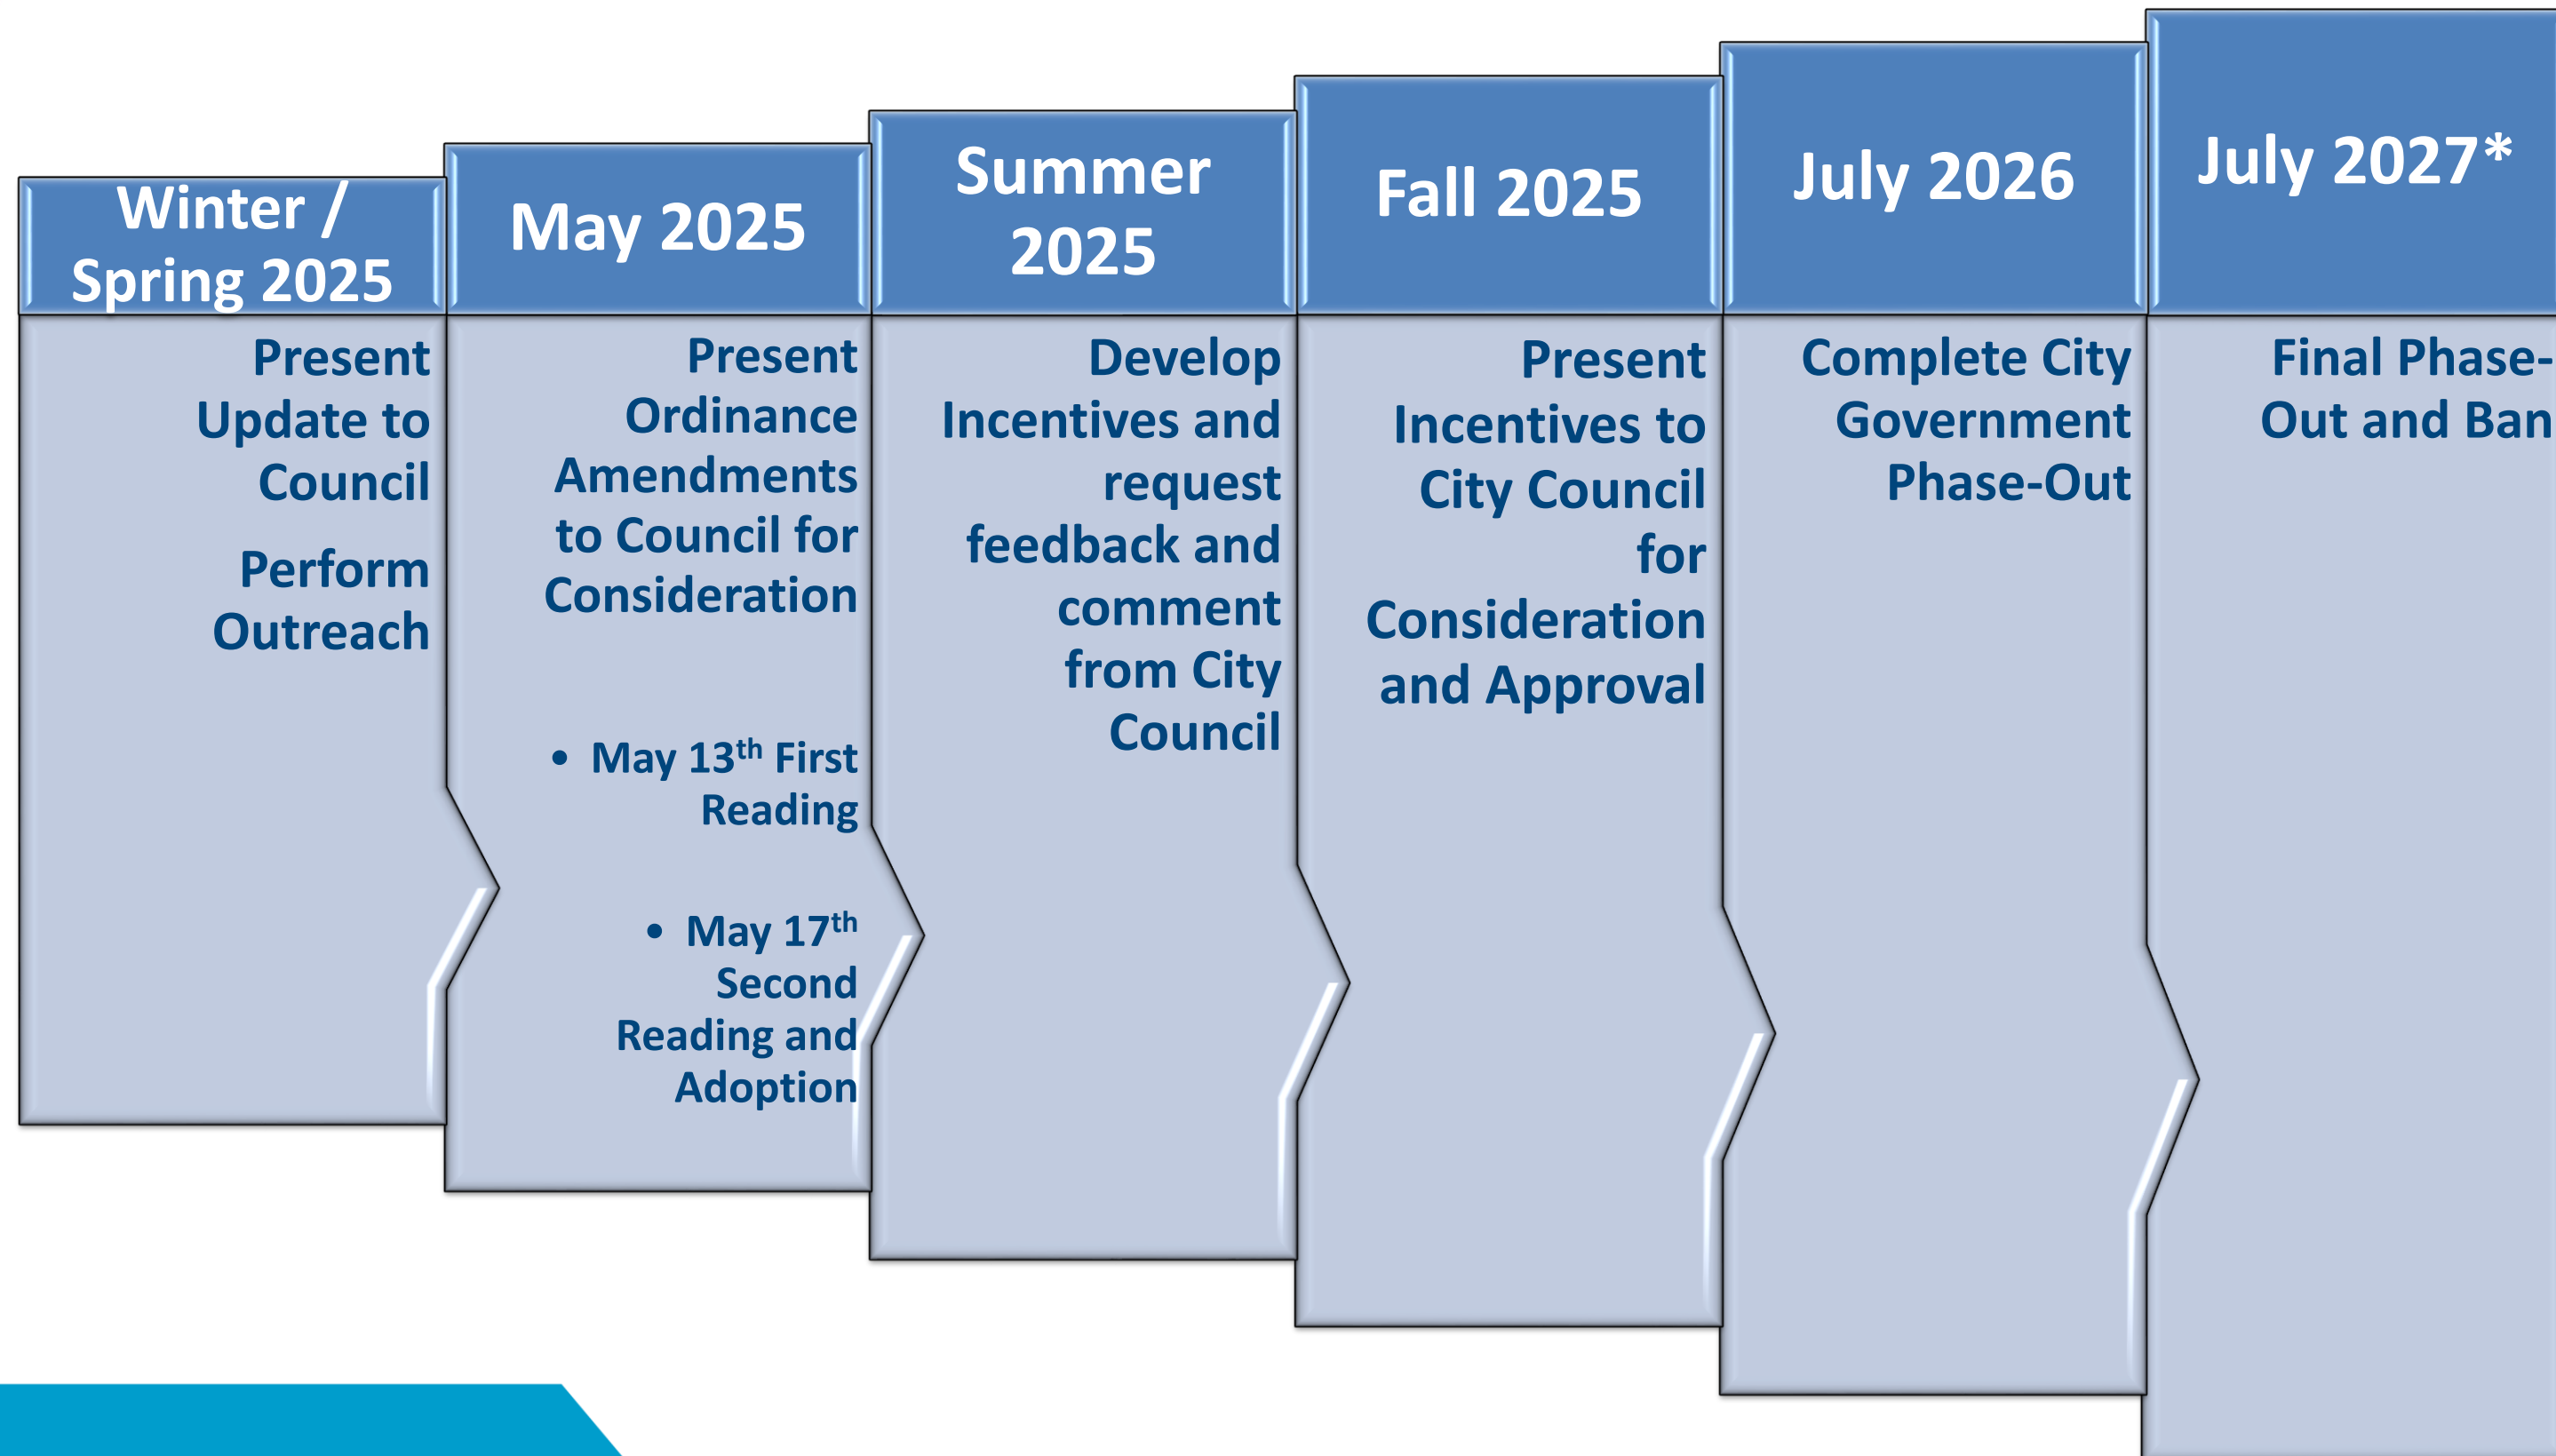 Winter /
Spring 2025
Present
Update to
Council
Perform
Outreach
May 2025
Present
Ordinance
Amendments
to Council for
Consideration
• May 13th First
Reading
• May 17th
Second
Reading and
Adoption
Summer
2025
Develop
Incentives and
request
feedback and
comment
from City
Council
Fall 2025
Present
Incentives to
City Council
for
Consideration
and Approval
July 2026
Complete City
Government
Phase-Out
July 2027*
Final Phase-
Out and Ban